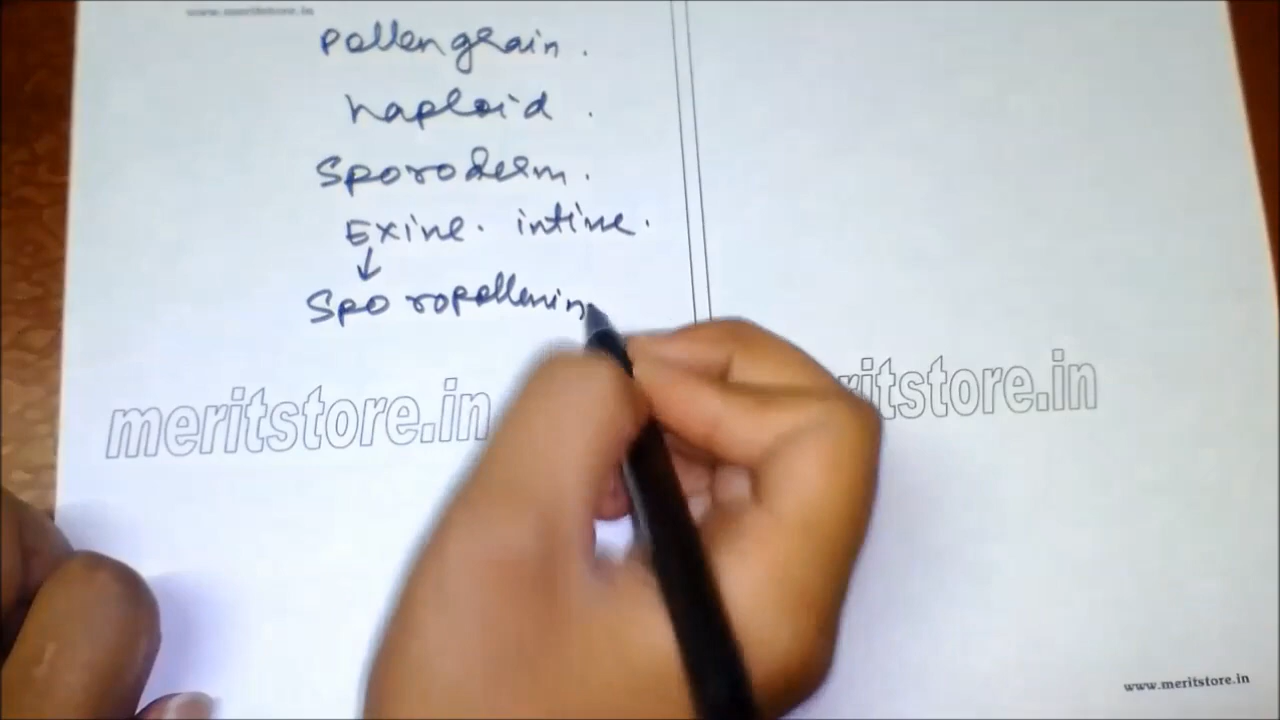 www.meritstore.in
Pollengrain.
haploid.
Sporoderm.
Exine. intine.
↓
Sporopollenin
meritstore.in
ritstore.in
www.meritstore.in